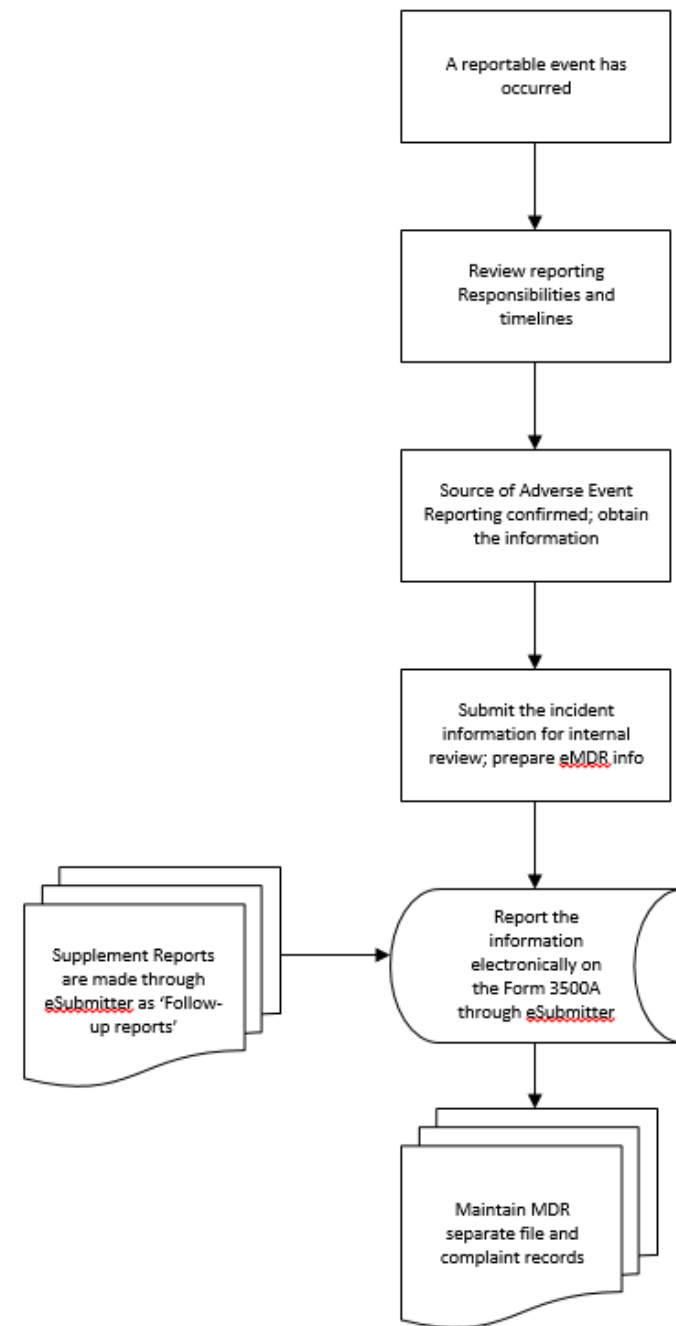 A reportable event has
occurred
Review reporting
Responsibilities and
timelines
Source of Adverse Event
Reporting confirmed; obtain
the information
Submit the incident
information for internal
review; prepare eMDR info
Supplement Reports
are made through
eSubmitter as ‘Follow-
up reports’
Report the
information
electronically on
the Form 3500A
through eSubmitter
Maintain MDR
separate file and
complaint records